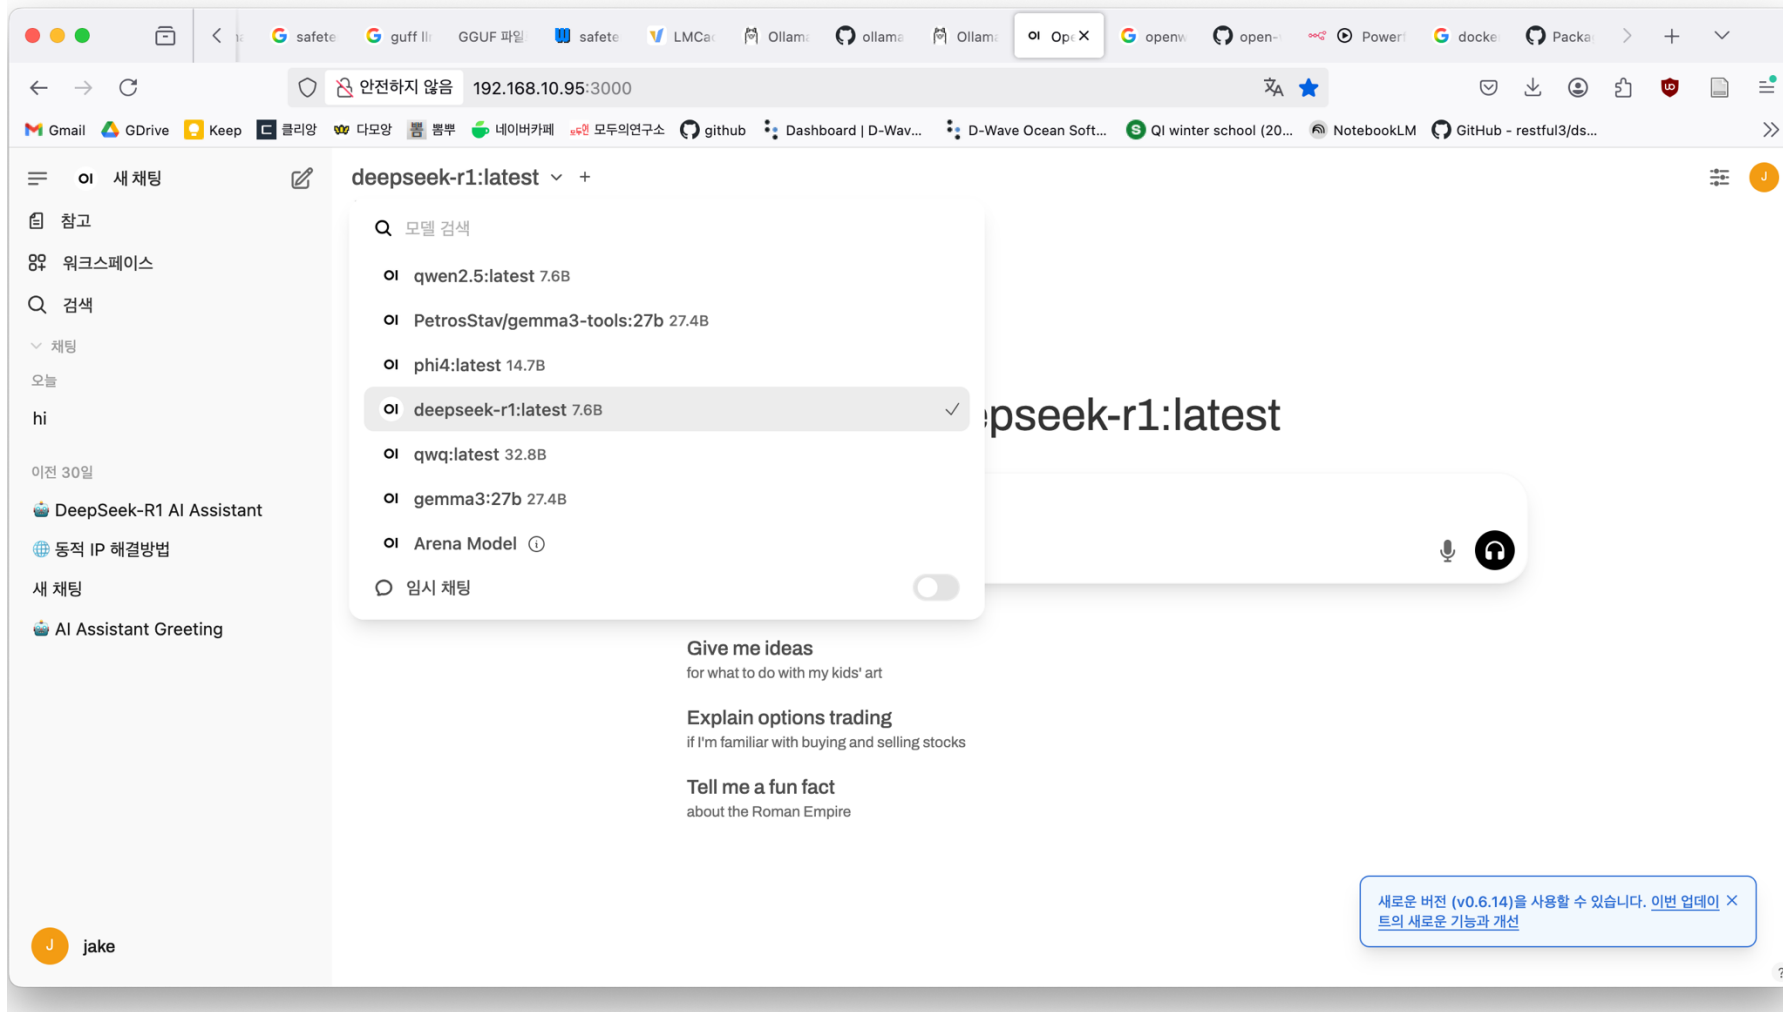 safete
guff ll
GGUF 파일
safete
LMCac
Ollama
ollama
Ollama
OI Ope
openw
open-
Powerf
docke
Packa
안전하지 않음 192.168.10.95:3000
Gmail GDrive Keep 클리앙 다모앙 뽐뿌 네이버카페 모두의연구소 github Dashboard | D-Wav... D-Wave Ocean Soft... QI winter school (20... NotebookLM GitHub - restful3/ds...
OI 새 채팅
참고
워크스페이스
검색
채팅
오늘
hi
이전 30일
DeepSeek-R1 AI Assistant
동적 IP 해결방법
새 채팅
AI Assistant Greeting
J jake
deepseek-r1:latest
J
모델 검색
OI qwen2.5:latest 7.6B
OI PetrosStav/gemma3-tools:27b 27.4B
OI phi4:latest 14.7B
OI deepseek-r1:latest 7.6B
OI qwq:latest 32.8B
OI gemma3:27b 27.4B
OI Arena Model
임시 채팅
epseek-r1:latest
Give me ideas
for what to do with my kids' art
Explain options trading
if I'm familiar with buying and selling stocks
Tell me a fun fact
about the Roman Empire
새로운 버전 (v0.6.14)을 사용할 수 있습니다. 이번 업데이
트의 새로운 기능과 개선
?